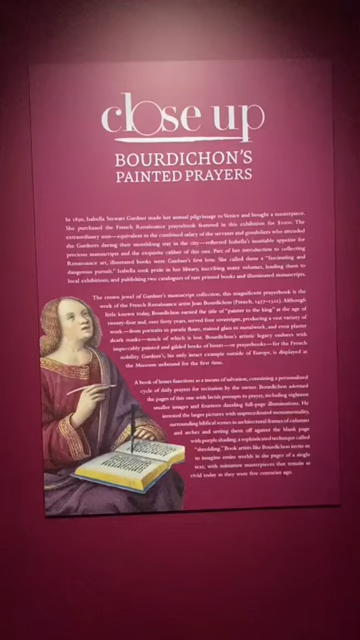 close up
BOURDICHON'S
PAINTED PRAYERS
In 1890, Isabella Stewart Gardner made her annual pilgrimage to Venice and bought a masterpiece.
She purchased the French Renaissance prayerbook featured in this exhibition for $1000. The
extraordinary sum—equivalent to the combined salary of the servants and gondoliers who attended
the Gardners during their monthlong stay in the city—reflected Isabella's insatiable appetite for
precious manuscripts and the exquisite caliber of this one. Part of her introduction to collecting
Renaissance art, illustrated books were Gardner's first love. She called them a "fascinating and
dangerous pursuit." Isabella took pride in her library, inscribing many volumes, lending them to
local exhibitions, and publishing two catalogues of rare printed books and illuminated manuscripts.
The crown jewel of Gardner's manuscript collection, this magnificent prayerbook is the
work of the French Renaissance artist Jean Bourdichon (French, 1457–1521). Although
little known today, Bourdichon earned the title of "painter to the king" at the age of
twenty-four and, over forty years, served four sovereigns, producing a vast variety of
work—from portraits to parade floats, stained glass to metalwork, and even plaster
death masks—much of which is lost. Bourdichon's artistic legacy endures with
impeccably painted and gilded books of hours—or prayerbooks—for the French
nobility. Gardner's, his only intact example outside of Europe, is displayed at
the Museum unbound for the first time.
A book of hours functions as a means of salvation, containing a personalized
cycle of daily prayers for recitation by the owner. Bourdichon adorned
the pages of this one with lavish prompts to prayer, including eighteen
smaller images and fourteen dazzling full-page illuminations. He
invested the larger pictures with unprecedented monumentality,
surrounding biblical scenes in architectural frames of columns
and arches and setting them off against the blank page
with purple shading, a sophisticated technique called
"shredding." Book artists like Bourdichon invite us
to imagine entire worlds in the pages of a single
text, with miniature masterpieces that remain as
vivid today as they were five centuries ago.